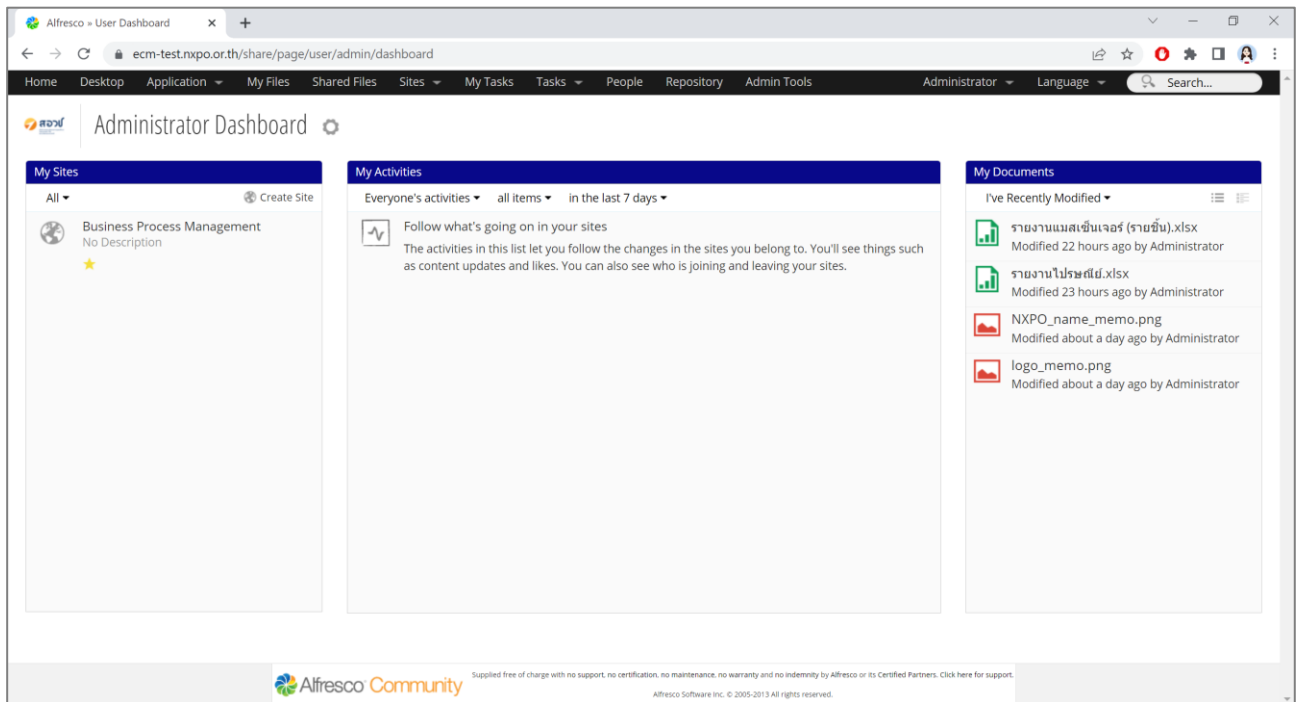 Alfresco » User Dashboard
ecm-test.nxpo.or.th/share/page/user/admin/dashboard
Home Desktop Application My Files Shared Files Sites My Tasks Tasks People Repository Admin Tools Administrator Language Search...
สอวช Administrator Dashboard
My Sites
All Create Site
Business Process Management
No Description
My Activities
Everyone's activities all items in the last 7 days
Follow what's going on in your sites
The activities in this list let you follow the changes in the sites you belong to. You'll see things such
as content updates and likes. You can also see who is joining and leaving your sites.
My Documents
I've Recently Modified
รายงานแมสเซ็นเจอร์ (รายชิ้น).xlsx
Modified 22 hours ago by Administrator
รายงานไปรษณีย์.xlsx
Modified 23 hours ago by Administrator
NXPO_name_memo.png
Modified about a day ago by Administrator
logo_memo.png
Modified about a day ago by Administrator
Alfresco Community
Supplied free of charge with no support, no certification, no maintenance, no warranty and no indemnity by Alfresco or its Certified Partners. Click here for support.
Alfresco Software Inc. © 2005-2013 All rights reserved.